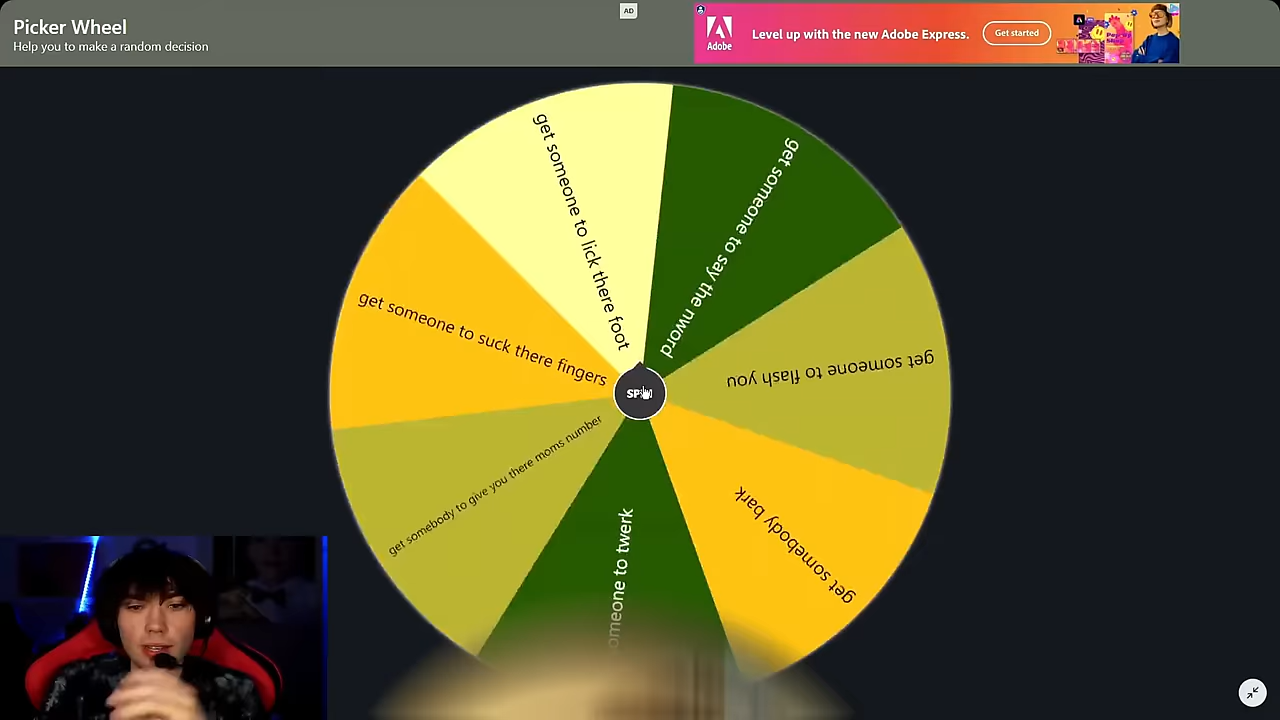 Picker Wheel
Help you to make a random decision
AD
Adobe
Level up with the new Adobe Express.
Get started
get someone to lick there foot
get someone to say the nword
get someone to flash you
get somebody bark
omeone to twerk
get somebody to give you there moms number
get someone to suck there fingers